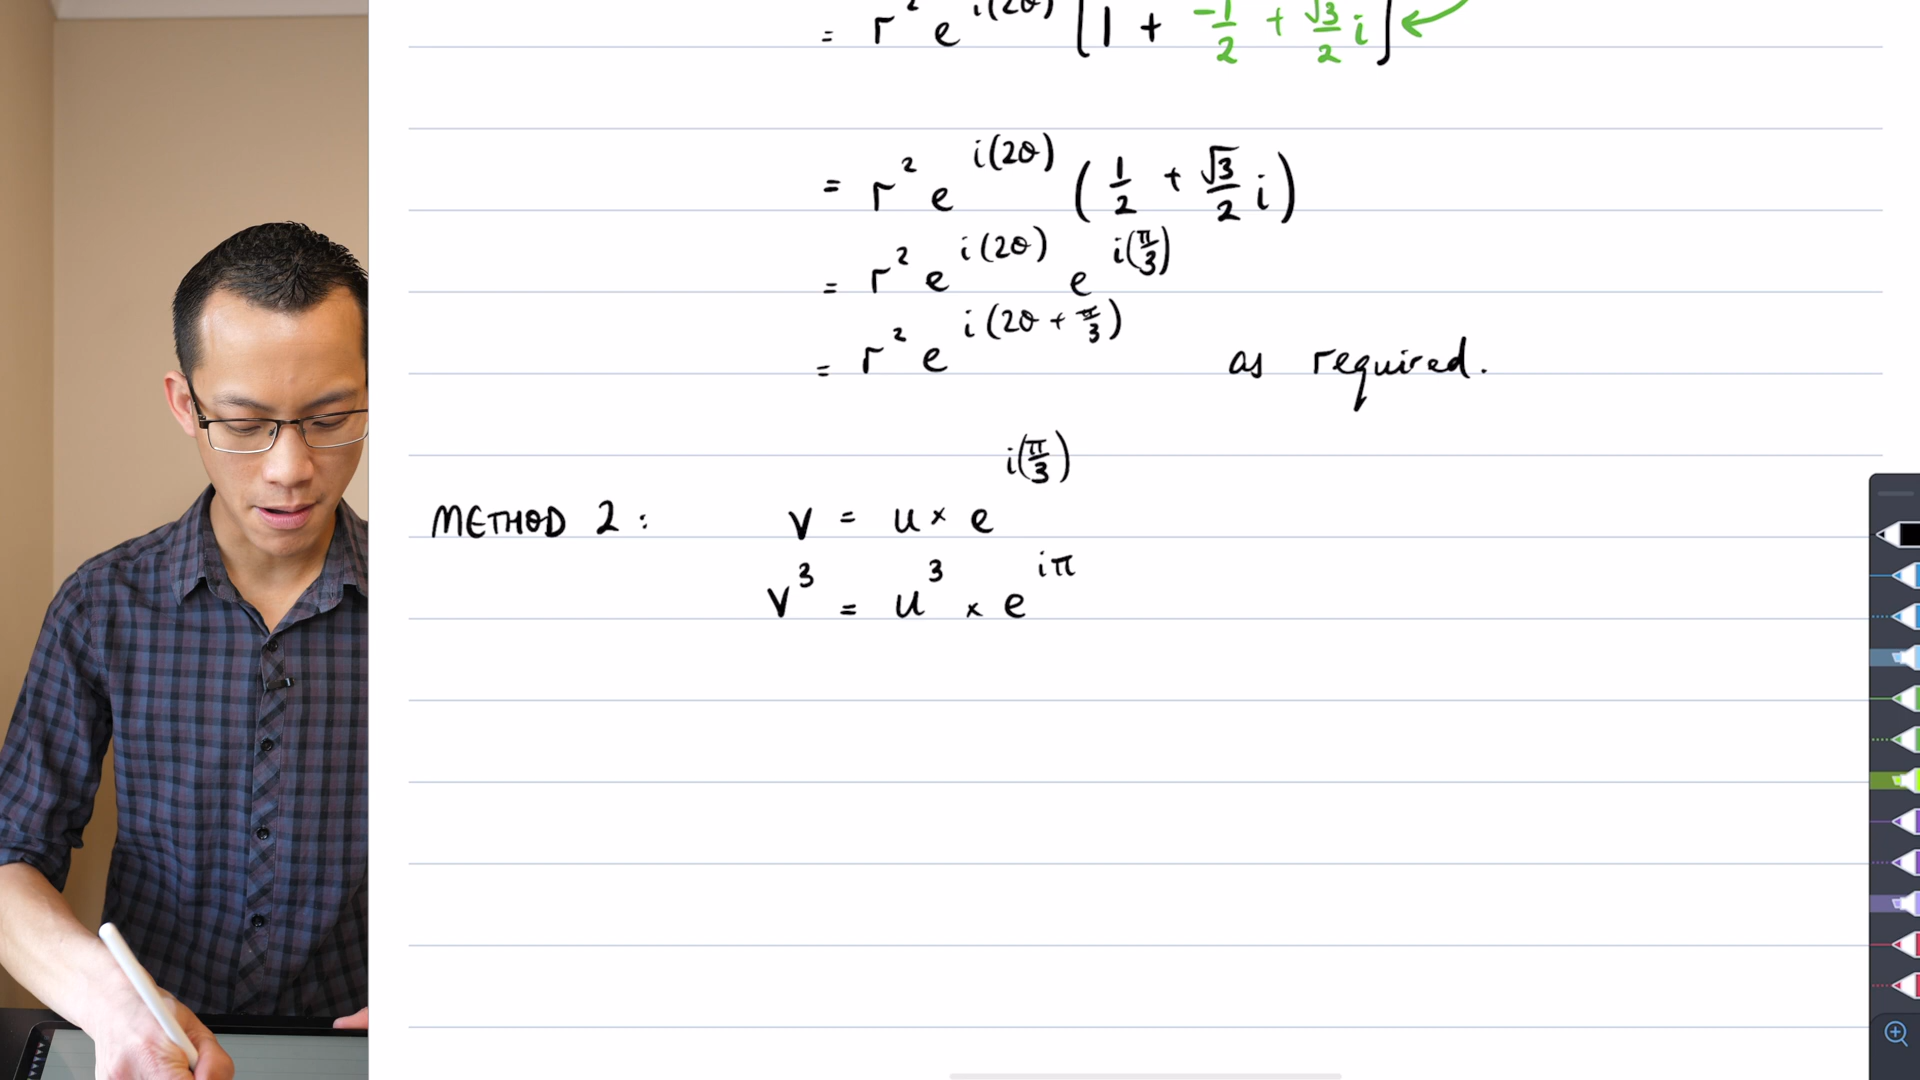 = r² e^{i(2θ)} [1 + -1/2 + √3/2 i]
= r² e^{i(2θ)} (1/2 + √3/2 i)
= r² e^{i(2θ)} e^{i(π/3)}
= r² e^{i(2θ + π/3)} as required.
METHOD 2 : v = u × e^{i(π/3)}
v³ = u³ × e^{iπ}